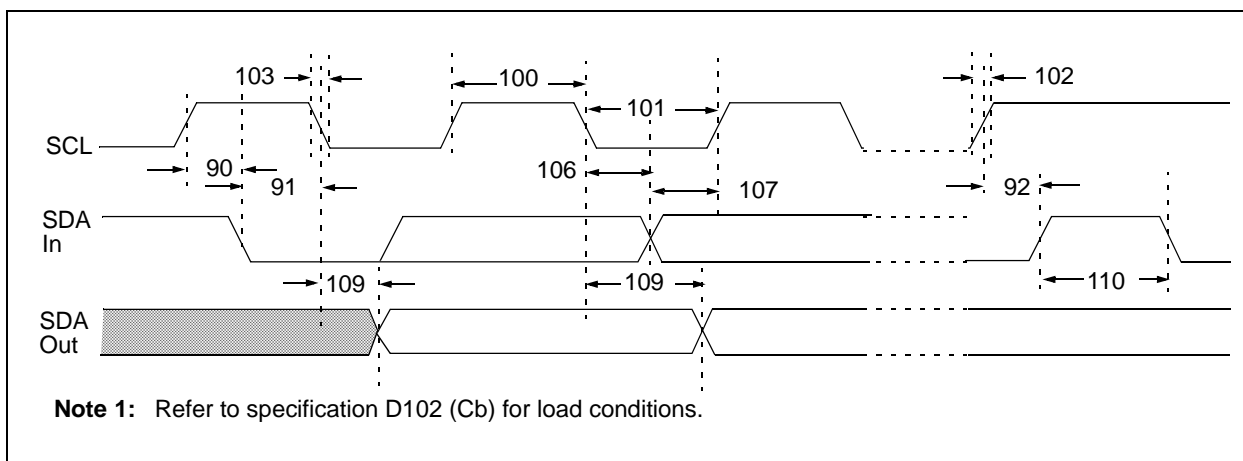 103
100
101
102
SCL
90
91
106
107
92
SDA
In
109
109
110
SDA
Out
Note 1: Refer to specification D102 (Cb) for load conditions.